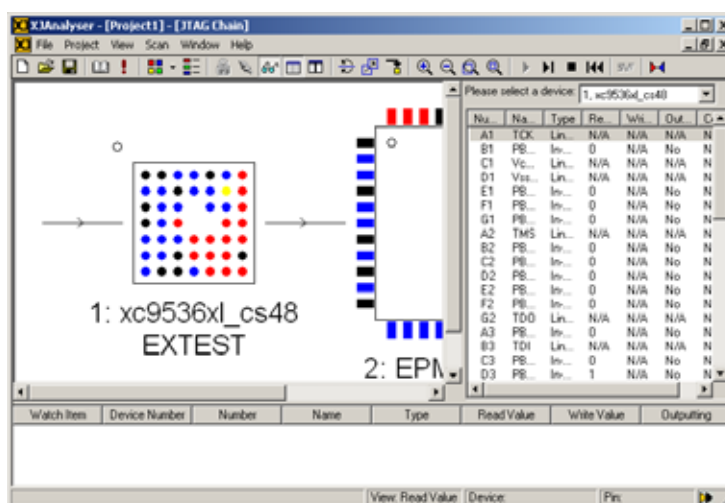 XJAnalyser - [Project1] - [JTAG Chain]
File Project View Scan Window Help
SVF
Please select a device: 1, xc9536xl_cs48
Nu... Na... Type Re... Wri... Out...
A1 TCK Lin... N/A N/A N/A N
B1 PB... In-... 0 N/A No N
C1 Vc... Lin... N/A N/A N/A N
D1 Vss... Lin... N/A N/A N/A N
E1 PB... In-... 0 N/A No N
F1 PB... In-... 0 N/A No N
G1 PB... In-... 0 N/A No N
A2 TMS Lin... N/A N/A N/A N
B2 PB... In-... 0 N/A No N
C2 PB... In-... 0 N/A No N
D2 PB... In-... 0 N/A No N
E2 PB... In-... 0 N/A No N
F2 PB... In-... 0 N/A No N
G2 TDO Lin... N/A N/A N/A N
A3 PB... In-... 0 N/A No N
B3 TDI Lin... N/A N/A N/A N
C3 PB... In-... 0 N/A No N
D3 PB... In-... 1 N/A No N
1: xc9536xl_cs48
EXTEST
2: EPM
Watch Item Device Number Number Name Type Read Value Write Value Outputting
View: Read Value Device: Pin: